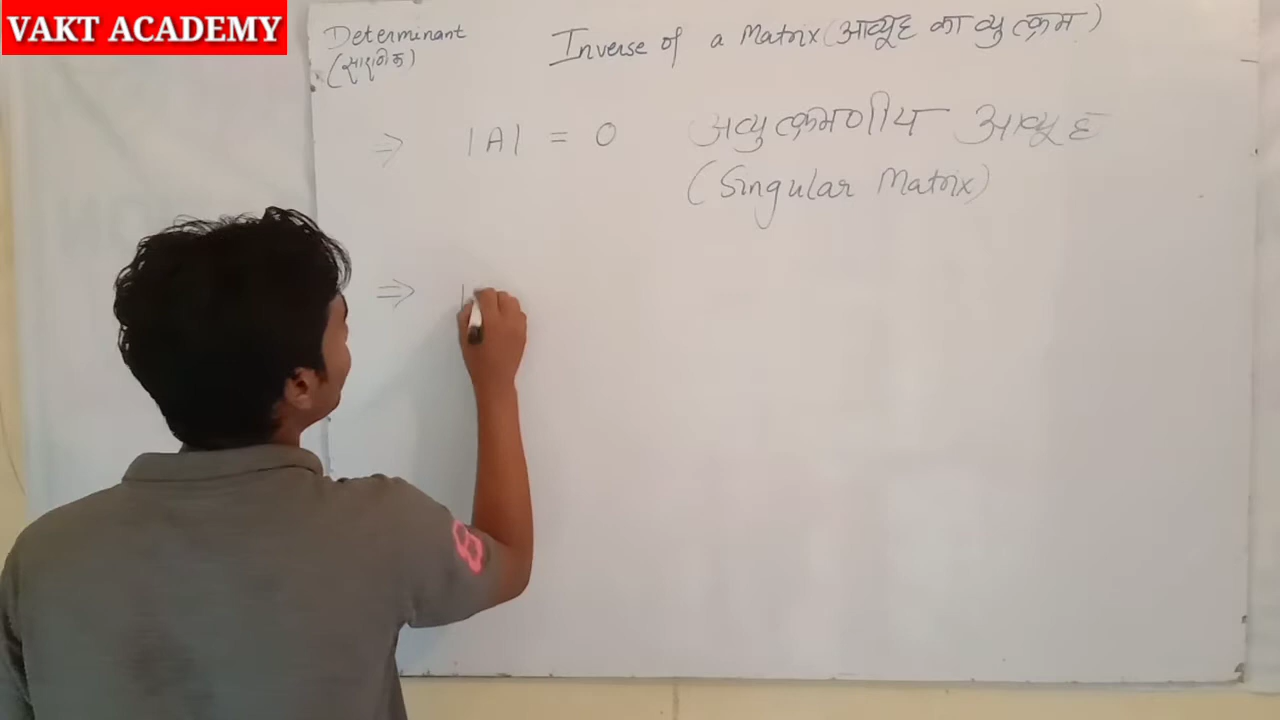 VAKT ACADEMY
Determinant
(सारणिक)
Inverse of a Matrix (आव्यूह का व्युत्क्रम)
⇒ |A| = 0 अव्युत्क्रमणीय आव्यूह
(Singular Matrix)
⇒ |